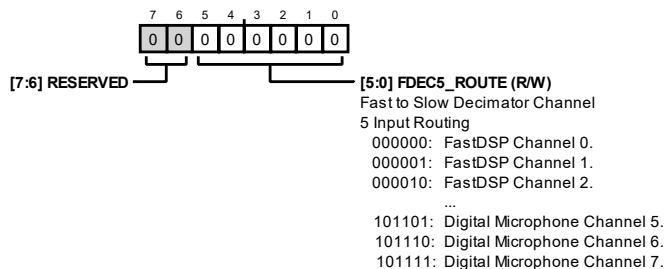 7 6 5 4 3 2 1 0
0 0 0 0 0 0 0 0
[7:6] RESERVED
[5:0] FDEC5_ROUTE (R/W)
Fast to Slow Decimator Channel
5 Input Routing
000000: FastDSP Channel 0.
000001: FastDSP Channel 1.
000010: FastDSP Channel 2.
...
101101: Digital Microphone Channel 5.
101110: Digital Microphone Channel 6.
101111: Digital Microphone Channel 7.